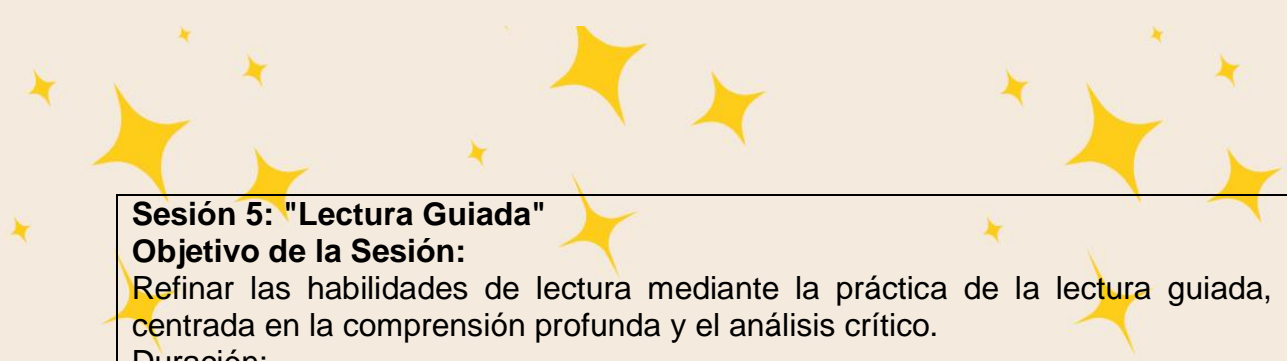 Sesión 5: "Lectura Guiada"
Objetivo de la Sesión:
Refinar las habilidades de lectura mediante la práctica de la lectura guiada,
centrada en la comprensión profunda y el análisis crítico.
Duración: